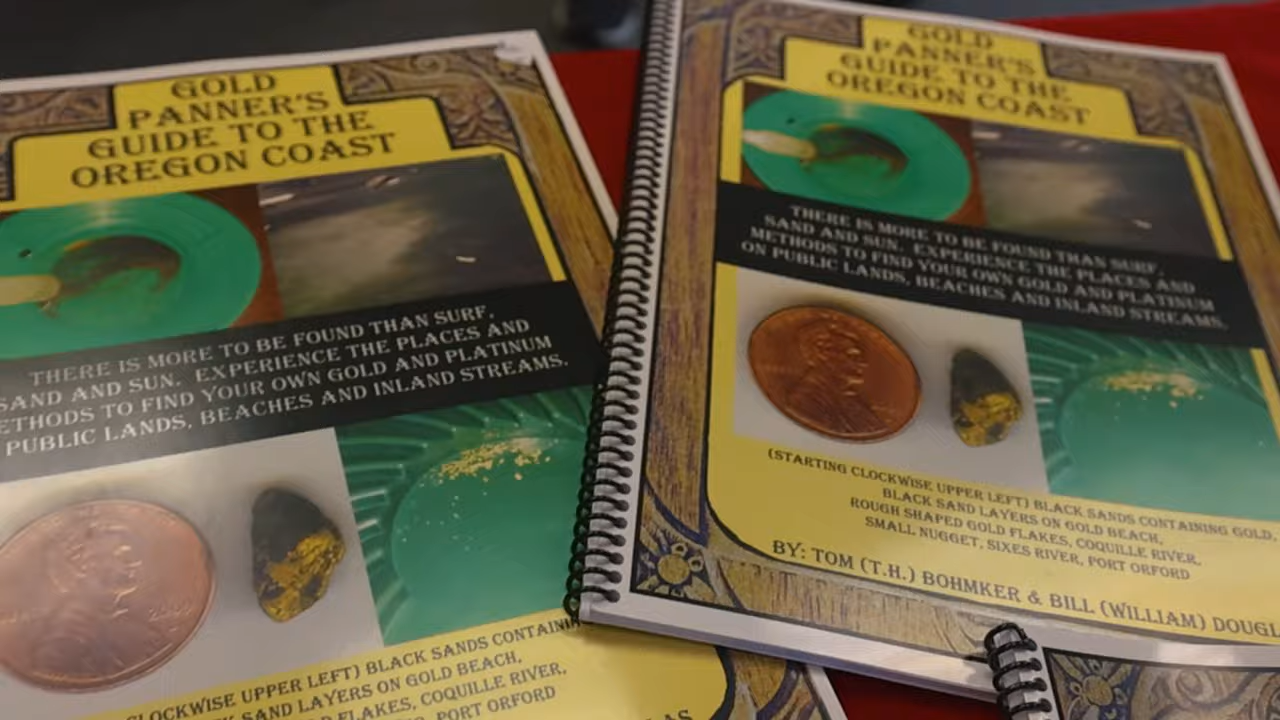 GOLD
PANNER'S
GUIDE TO THE
OREGON COAST
THERE IS MORE TO BE FOUND THAN SURF,
SAND AND SUN. EXPERIENCE THE PLACES AND
METHODS TO FIND YOUR OWN GOLD AND PLATINUM
PUBLIC LANDS, BEACHES AND INLAND STREAMS.
CLOCKWISE UPPER LEFT) BLACK SANDS CONTAININ
SAND LAYERS ON GOLD BEACH,
FLAKES, COQUILLE RIVER,
PORT ORFORD
GOLD
PANNER'S
GUIDE TO THE
OREGON COAST
THERE IS MORE TO BE FOUND THAN SURF,
SAND AND SUN. EXPERIENCE THE PLACES AND
METHODS TO FIND YOUR OWN GOLD AND PLATINUM
ON PUBLIC LANDS, BEACHES AND INLAND STREAMS.
(STARTING CLOCKWISE UPPER LEFT) BLACK SANDS CONTAINING GOLD,
BLACK SAND LAYERS ON GOLD BEACH,
ROUGH SHAPED GOLD FLAKES, COQUILLE RIVER,
SMALL NUGGET, SIXES RIVER, PORT ORFORD
BY: TOM (T.H.) BOHMKER & BILL (WILLIAM) DOUGL